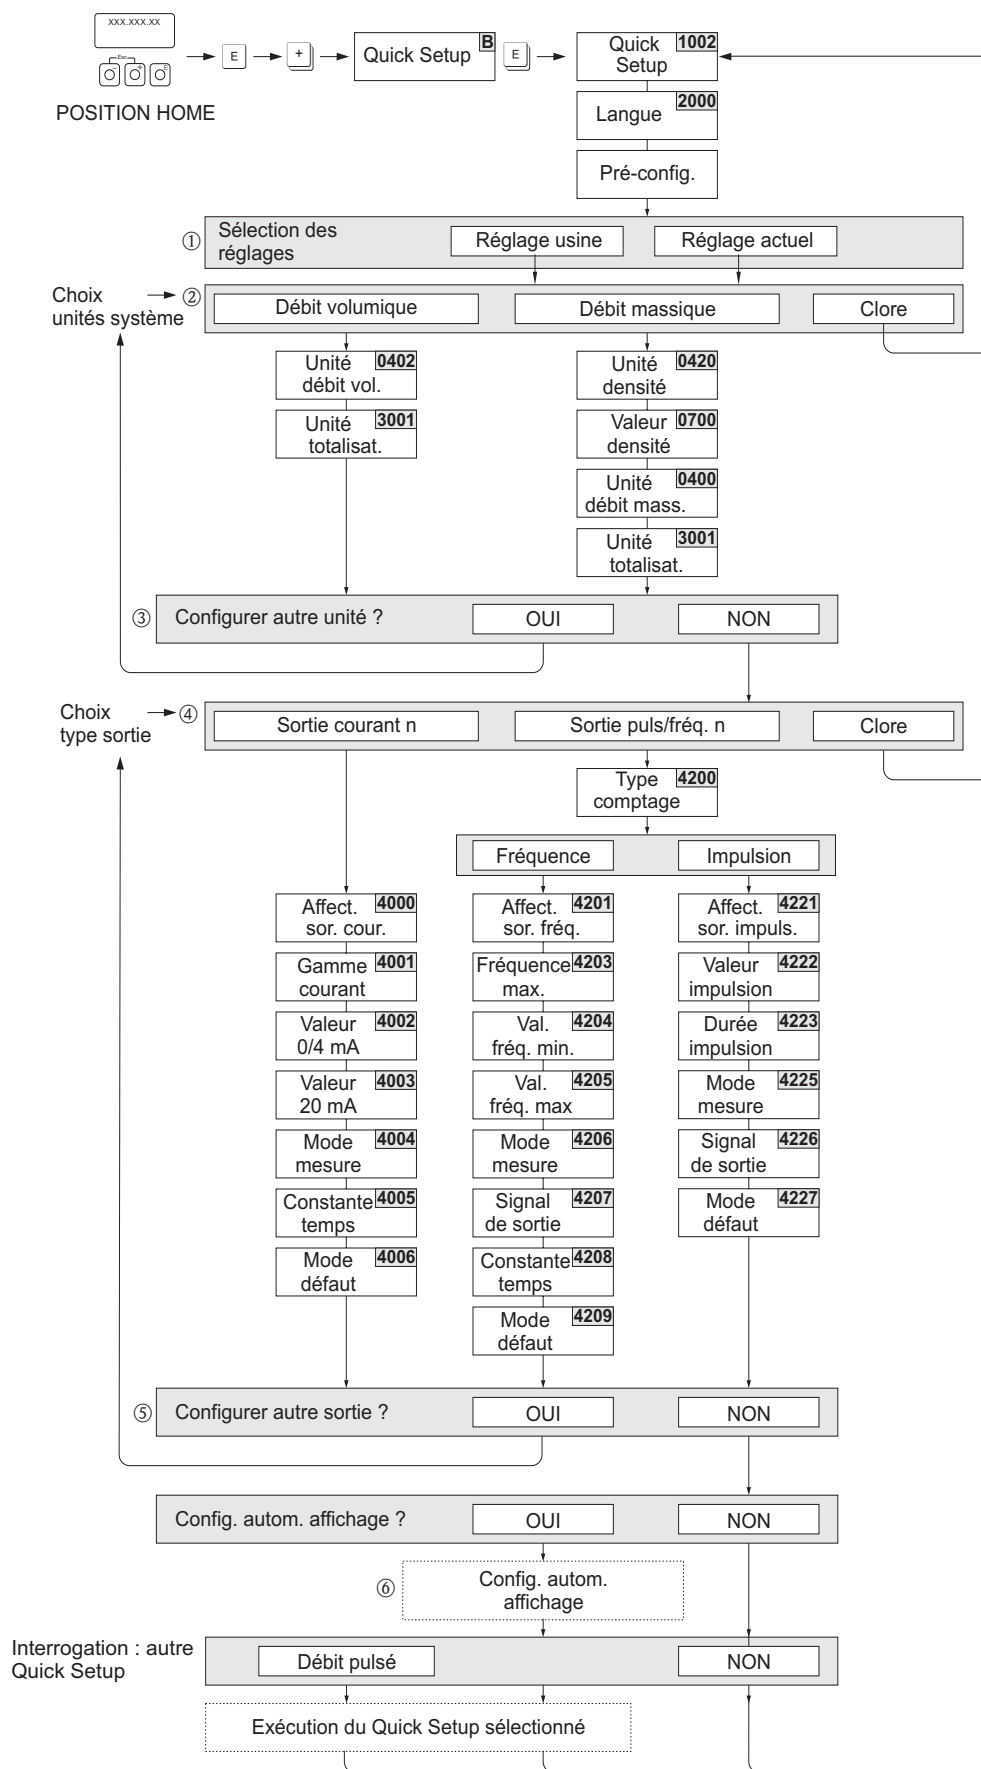 xxx.xxx.xx
Esc
- + E
E
+
Quick Setup B
E
Quick 1002
Setup
POSITION HOME
Langue 2000
Pré-config.
① Sélection des
réglages
Réglage usine
Réglage actuel
Choix
unités système
②
Débit volumique
Débit massique
Clore
Unité 0402
débit vol.
Unité 0420
densité
Unité 3001
totalisat.
Valeur 0700
densité
Unité 0400
débit mass.
Unité 3001
totalisat.
③ Configurer autre unité ?
OUI
NON
Choix
type sortie
④
Sortie courant n
Sortie puls/fréq. n
Clore
Type 4200
comptage
Fréquence
Impulsion
Affect. 4000
sor. cour.
Affect. 4201
sor. fréq.
Affect. 4221
sor. impuls.
Gamme 4001
courant
Fréquence 4203
max.
Valeur 4222
impulsion
Valeur 4002
0/4 mA
Val. 4204
fréq. min.
Durée 4223
impulsion
Valeur 4003
20 mA
Val. 4205
fréq. max
Mode 4225
mesure
Mode 4004
mesure
Mode 4206
mesure
Signal 4226
de sortie
Constante 4005
temps
Signal 4207
de sortie
Mode 4227
défaut
Mode 4006
défaut
Constante 4208
temps
Mode 4209
défaut
⑤ Configurer autre sortie ?
OUI
NON
Config. autom. affichage ?
OUI
NON
⑥ Config. autom.
affichage
Interrogation : autre
Quick Setup
Débit pulsé
NON
Exécution du Quick Setup sélectionné